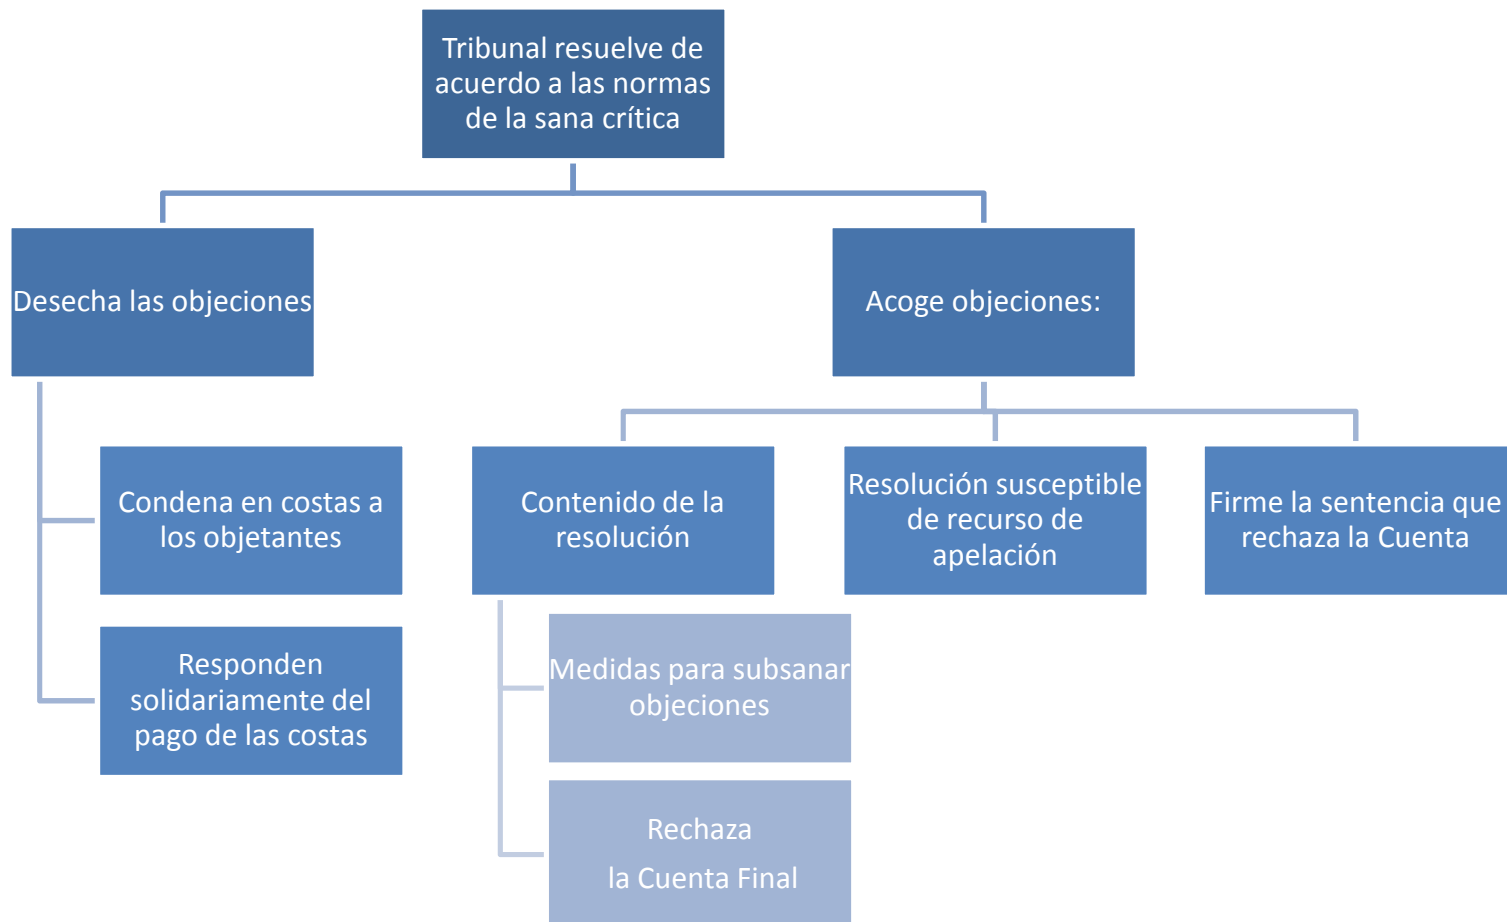 Tribunal resuelve de
acuerdo a las normas
de la sana crítica
Desecha las objeciones
Acoge objeciones:
Condena en costas a
los objetantes
Responden
solidariamente del
pago de las costas
Contenido de la
resolución
Medidas para subsanar
objeciones
Rechaza
la Cuenta Final
Resolución susceptible
de recurso de
apelación
Firme la sentencia que
rechaza la Cuenta